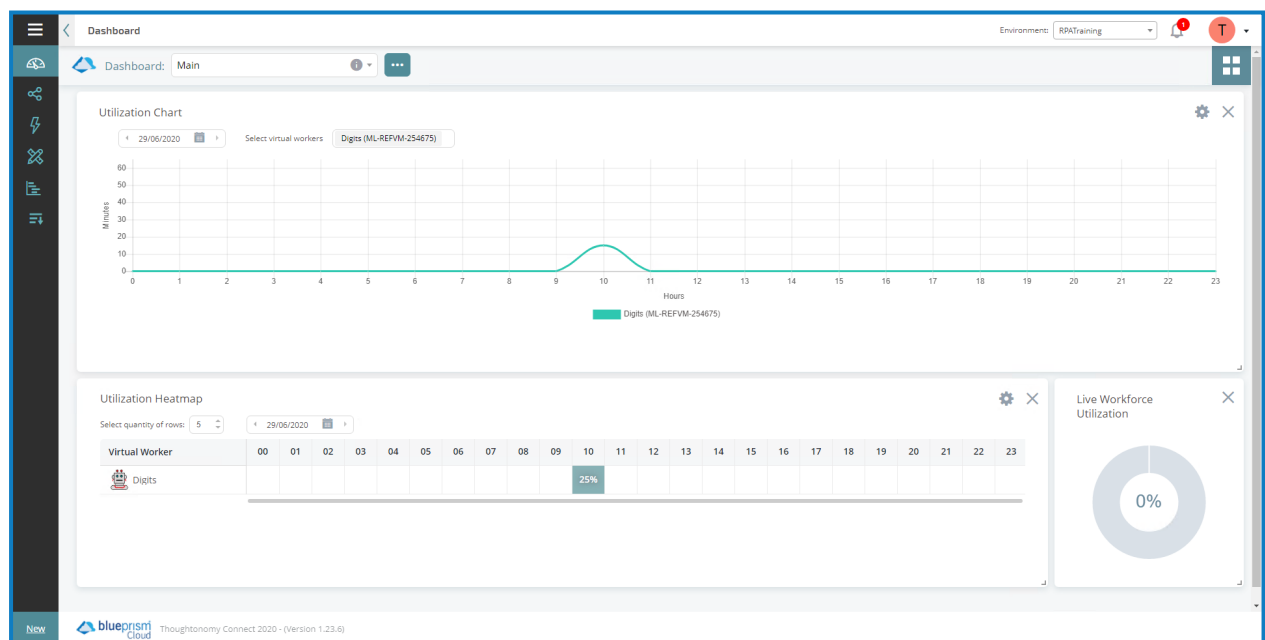 Dashboard
Environment: RPATraining
1
T
Dashboard: Main
Utilization Chart
29/06/2020 Select virtual workers Digits (ML-REFVM-254675)
60
50
40
30
20
10
0
Minutes
0 1 2 3 4 5 6 7 8 9 10 11 12 13 14 15 16 17 18 19 20 21 22 23
Hours
Digits (ML-REFVM-254675)
Utilization Heatmap
Select quantity of rows: 5 29/06/2020
Virtual Worker 00 01 02 03 04 05 06 07 08 09 10 11 12 13 14 15 16 17 18 19 20 21 22 23
Digits 25%
Live Workforce
Utilization
0%
New
blueprism
Cloud
Thoughtonomy Connect 2020 - (Version 1.23.6)